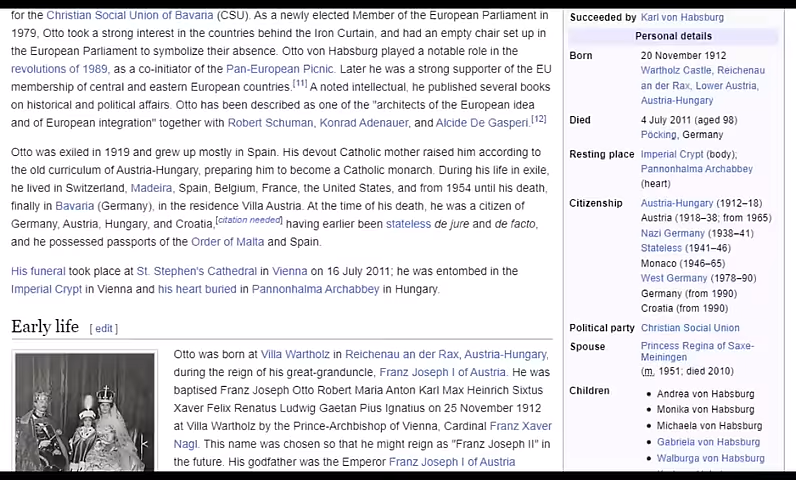 for the Christian Social Union of Bavaria (CSU). As a newly elected Member of the European Parliament in
1979, Otto took a strong interest in the countries behind the Iron Curtain, and had an empty chair set up in
the European Parliament to symbolize their absence. Otto von Habsburg played a notable role in the
revolutions of 1989, as a co-initiator of the Pan-European Picnic. Later he was a strong supporter of the EU
membership of central and eastern European countries.[11] A noted intellectual, he published several books
on historical and political affairs. Otto has been described as one of the "architects of the European idea
and of European integration" together with Robert Schuman, Konrad Adenauer, and Alcide De Gasperi.[12]
Otto was exiled in 1919 and grew up mostly in Spain. His devout Catholic mother raised him according to
the old curriculum of Austria-Hungary, preparing him to become a Catholic monarch. During his life in exile,
he lived in Switzerland, Madeira, Spain, Belgium, France, the United States, and from 1954 until his death,
finally in Bavaria (Germany), in the residence Villa Austria. At the time of his death, he was a citizen of
Germany, Austria, Hungary, and Croatia,[citation needed] having earlier been stateless de jure and de facto,
and he possessed passports of the Order of Malta and Spain.
His funeral took place at St. Stephen's Cathedral in Vienna on 16 July 2011; he was entombed in the
Imperial Crypt in Vienna and his heart buried in Pannonhalma Archabbey in Hungary.
Early life [ edit ]
Otto was born at Villa Wartholz in Reichenau an der Rax, Austria-Hungary,
during the reign of his great-granduncle, Franz Joseph I of Austria. He was
baptised Franz Joseph Otto Robert Maria Anton Karl Max Heinrich Sixtus
Xaver Felix Renatus Ludwig Gaetan Pius Ignatius on 25 November 1912
at Villa Wartholz by the Prince-Archbishop of Vienna, Cardinal Franz Xaver
Nagl. This name was chosen so that he might reign as "Franz Joseph II" in
the future. His godfather was the Emperor Franz Joseph I of Austria
Succeeded by Karl von Habsburg
Personal details
Born 20 November 1912
Wartholz Castle, Reichenau
an der Rax, Lower Austria,
Austria-Hungary
Died 4 July 2011 (aged 98)
Pöcking, Germany
Resting place Imperial Crypt (body);
Pannonhalma Archabbey
(heart)
Citizenship Austria-Hungary (1912–18)
Austria (1918–38; from 1965)
Nazi Germany (1938–41)
Stateless (1941–46)
Monaco (1946–65)
West Germany (1978–90)
Germany (from 1990)
Croatia (from 1990)
Political party Christian Social Union
Spouse Princess Regina of Saxe-
Meiningen
(m. 1951; died 2010)
Children • Andrea von Habsburg
• Monika von Habsburg
• Michaela von Habsburg
• Gabriela von Habsburg
• Walburga von Habsburg